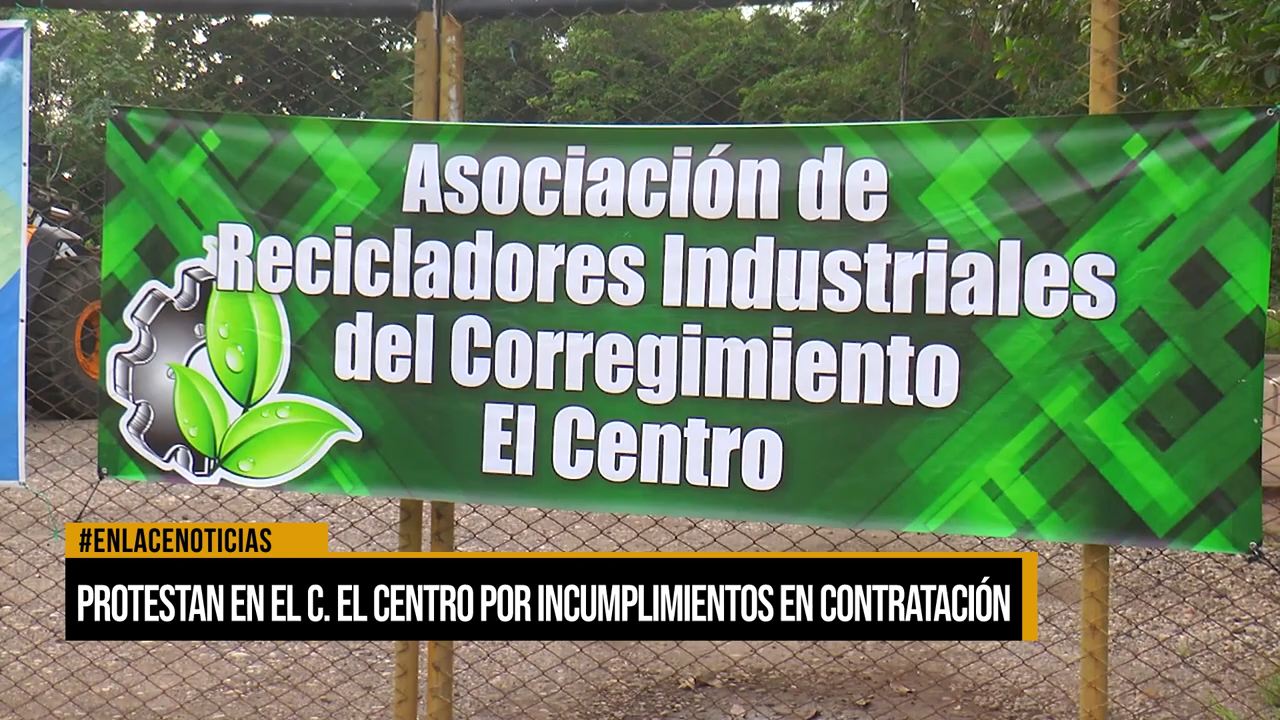 Asociación de
Recicladores Industriales
del Corregimiento
El Centro
#ENLACENOTICIAS
PROTESTAN EN EL C. EL CENTRO POR INCUMPLIMIENTOS EN CONTRATACIÓN